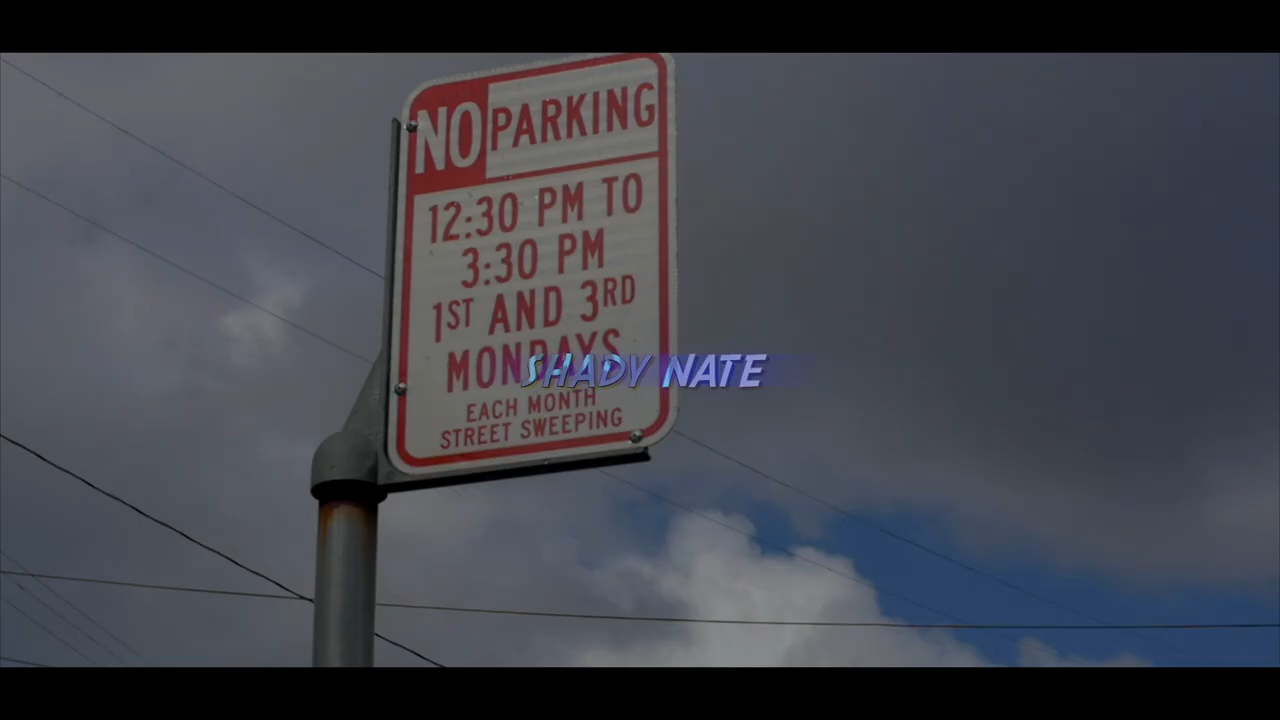 NO PARKING
12:30 PM TO
3:30 PM
1ST AND 3RD
MONDAYS
SHADY NATE
EACH MONTH
STREET SWEEPING